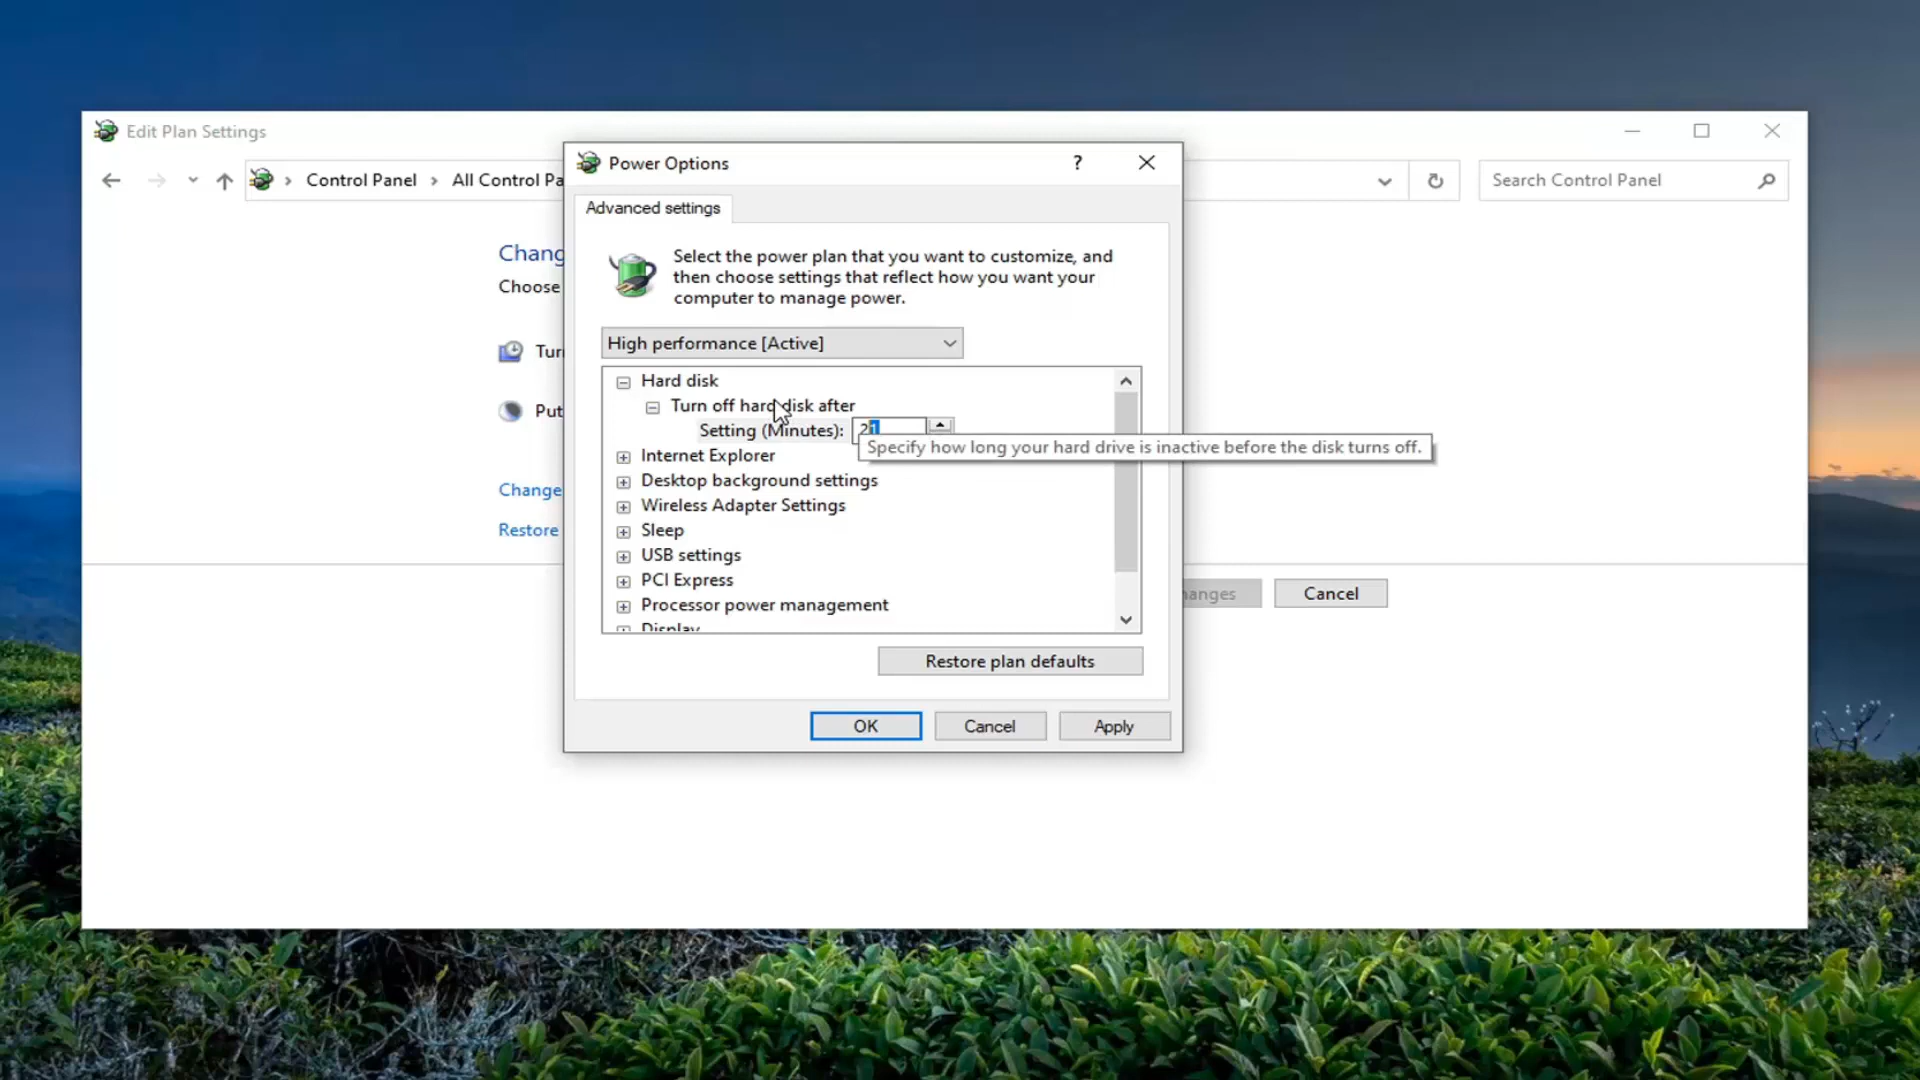 Edit Plan Settings
Control Panel
All Control Pa
Search Control Panel
Chang
Choose
Tur
Put
Change
Restore
hanges
Cancel
Power Options
Advanced settings
Select the power plan that you want to customize, and
then choose settings that reflect how you want your
computer to manage power.
High performance [Active]
Hard disk
Turn off hard disk after
Setting (Minutes): 21
Specify how long your hard drive is inactive before the disk turns off.
Internet Explorer
Desktop background settings
Wireless Adapter Settings
Sleep
USB settings
PCI Express
Processor power management
Display
Restore plan defaults
OK
Cancel
Apply